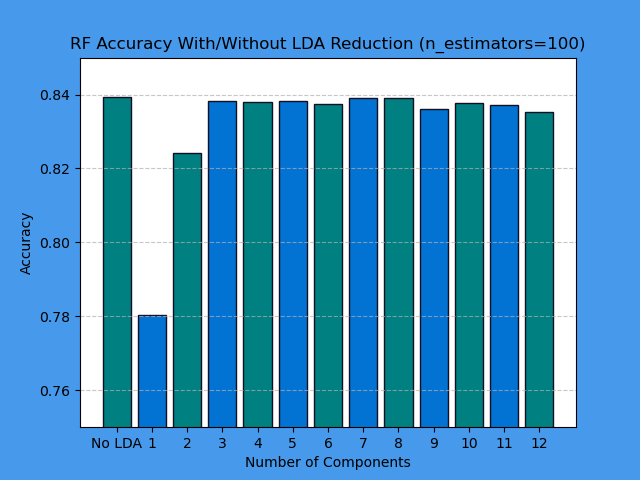 RF Accuracy With/Without LDA Reduction (n_estimators=100)
Accuracy
0.84
0.82
0.80
0.78
0.76
No LDA 1 2 3 4 5 6 7 8 9 10 11 12
Number of Components